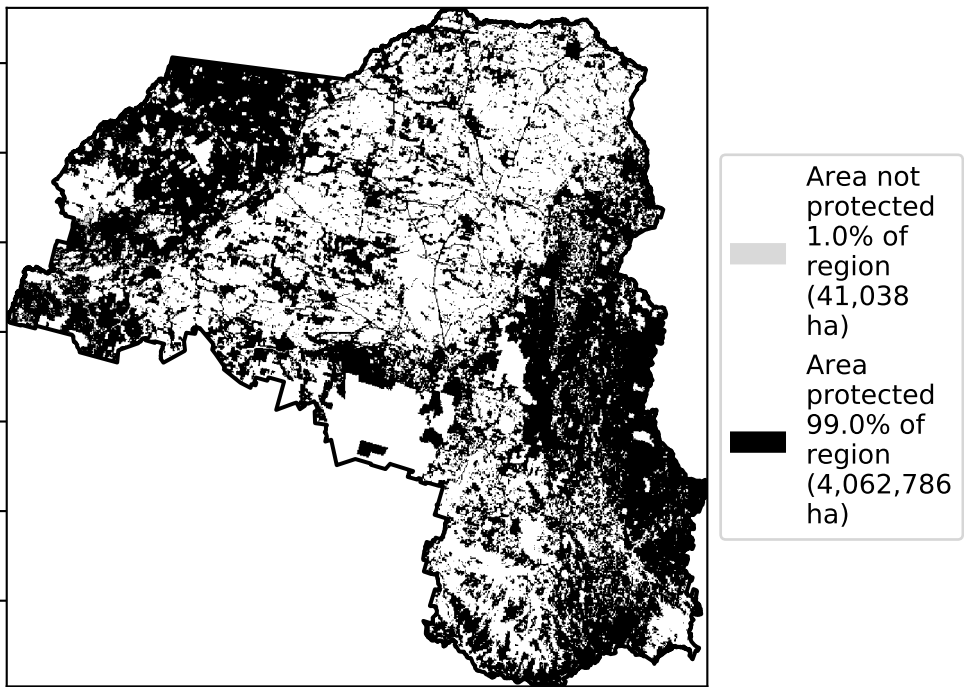 Area not
protected
1.0% of
region
(41,038
ha)
Area
protected
99.0% of
region
(4,062,786
ha)